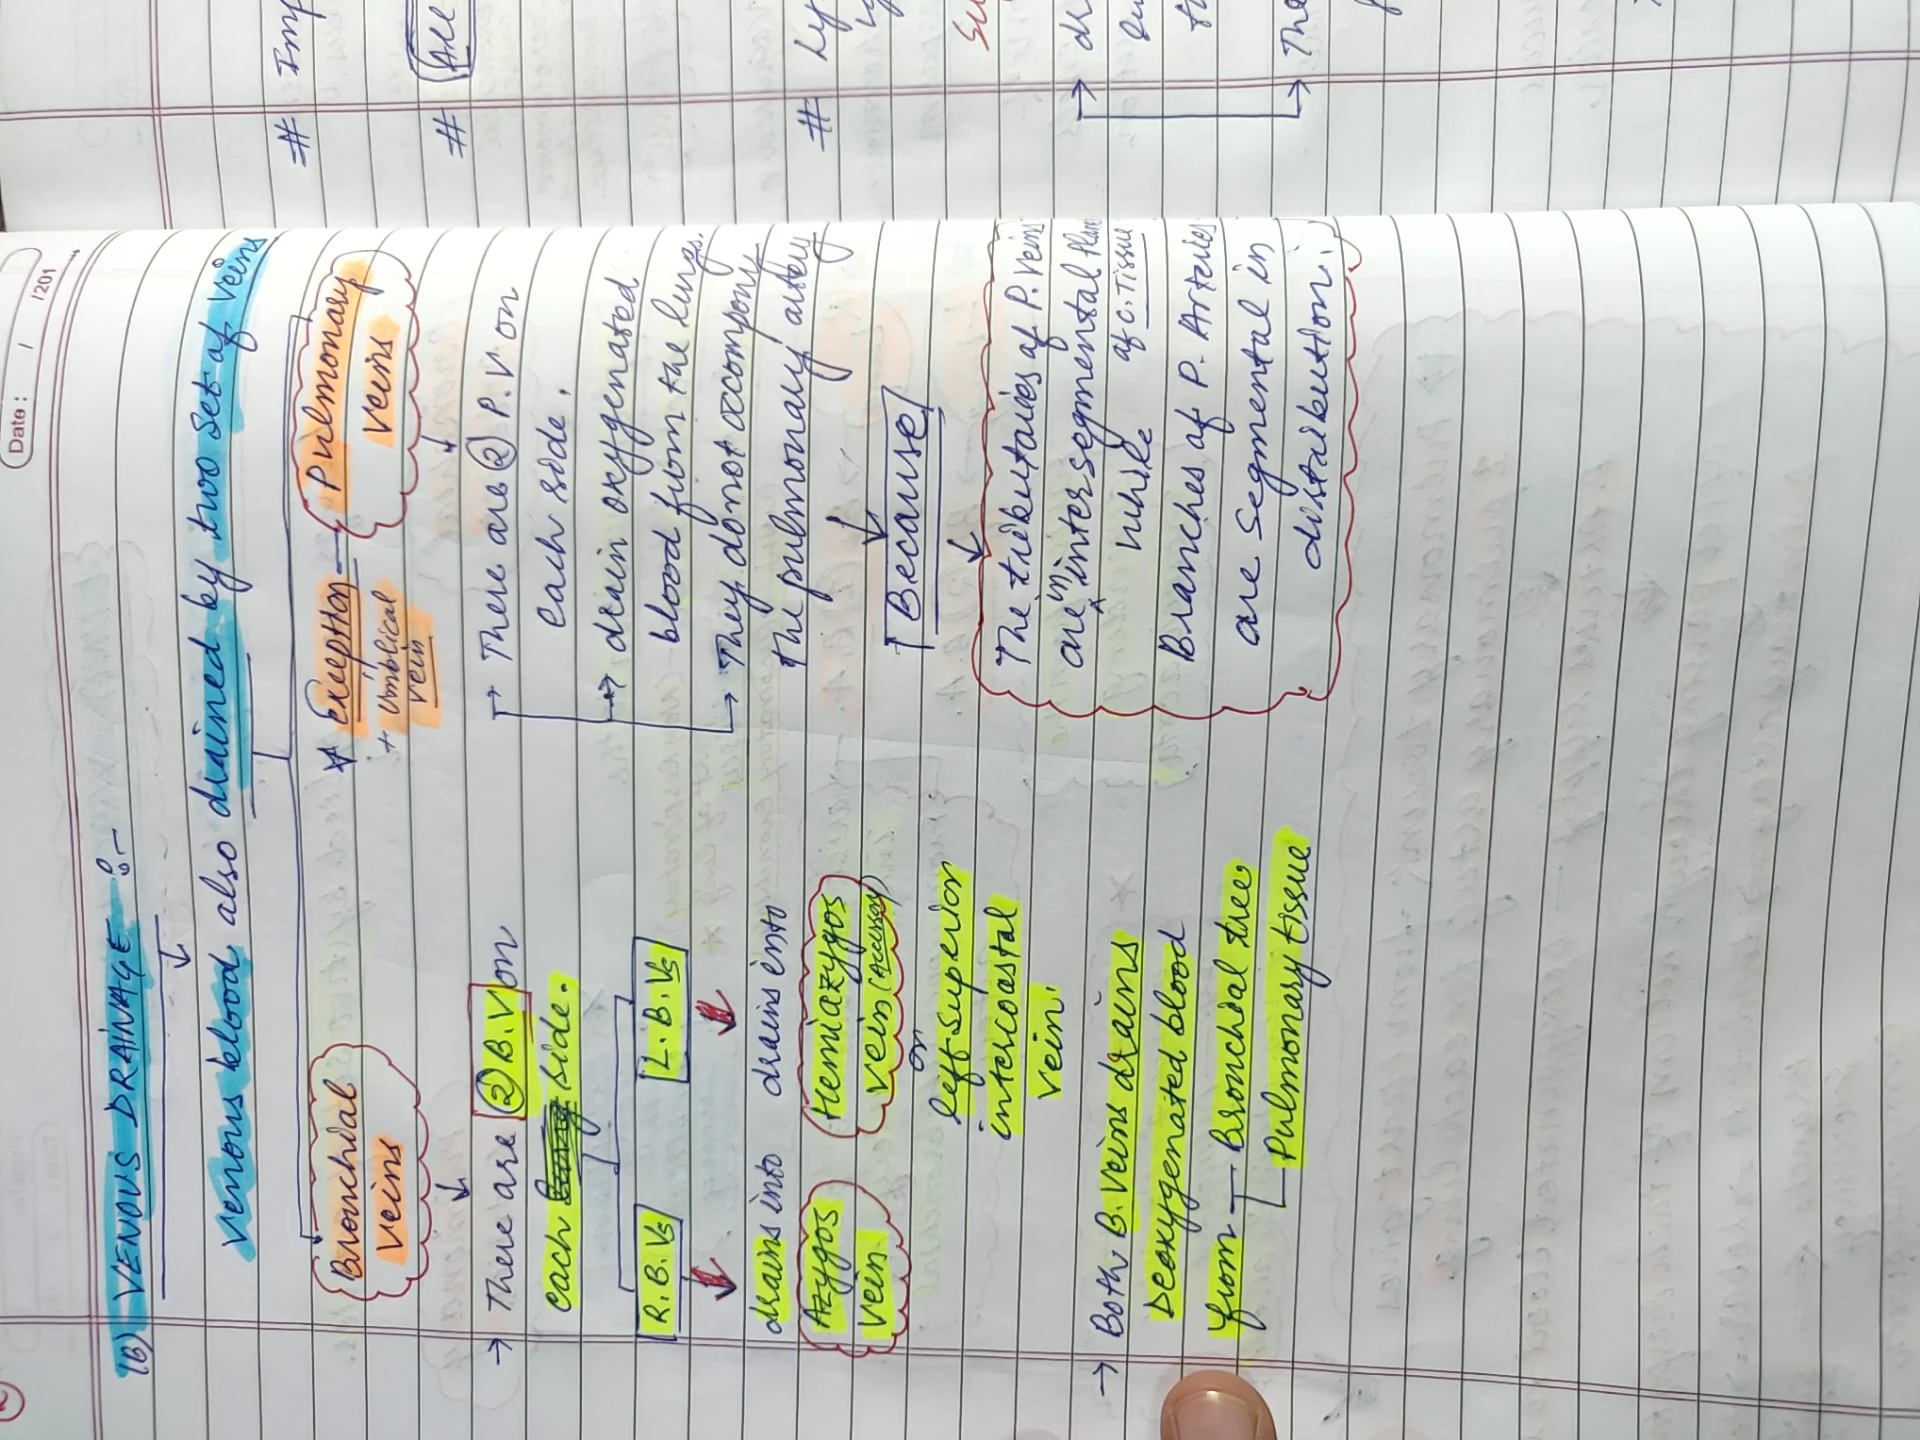 Date: / /201
(B) VENOUS DRAINAGE :-
Venous blood also drained by two set of veins
Bronchial
veins
* Exception - Pulmonary
veins
+ Umblical
vein
→ There are (2) B.V on
each side.
R.B.Vs
L.B.Vs
drains into
Azygos
vein.
drains into
Hemiazygos
vein (Accessory)
or
left superior
intercoastal
vein.
→ Both B.Veins drains
Deoxygenated blood
from - Bronchial tree
Pulmonary tissue
→ There are (2) P.V on
each side.
→ drain oxygenated
blood from the lungs.
→ They donot accompany
the pulmonary artery
Because
The tributaries of P. Veins
are in intersegmental plane
of C. Tissue
while
Branches of P. Arteries
are segmental in
distribution.
#
#
All
#